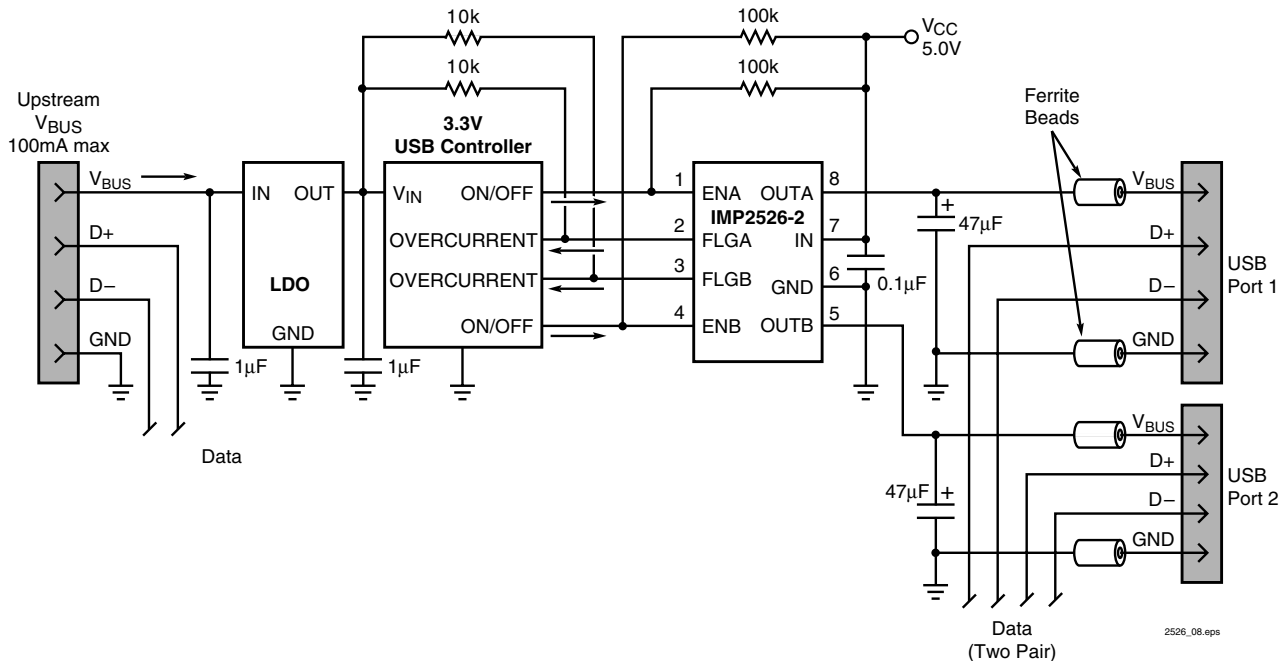 10k
10k
100k
100k
VCC
5.0V
Upstream
VBUS
100mA max
3.3V
USB Controller
Ferrite
Beads
VBUS
D+
D−
GND
IN OUT
LDO
GND
1µF
1µF
VIN
ON/OFF
OVERCURRENT
OVERCURRENT
ON/OFF
1
2
3
4
ENA OUTA
IMP2526-2
FLGA IN
FLGB
GND
OUTB
ENB
8
7
6
5
0.1µF
+
47µF
VBUS
D+
D−
GND
USB
Port 1
47µF
+
VBUS
D+
D−
GND
USB
Port 2
Data
Data
(Two Pair)
2526_08.eps